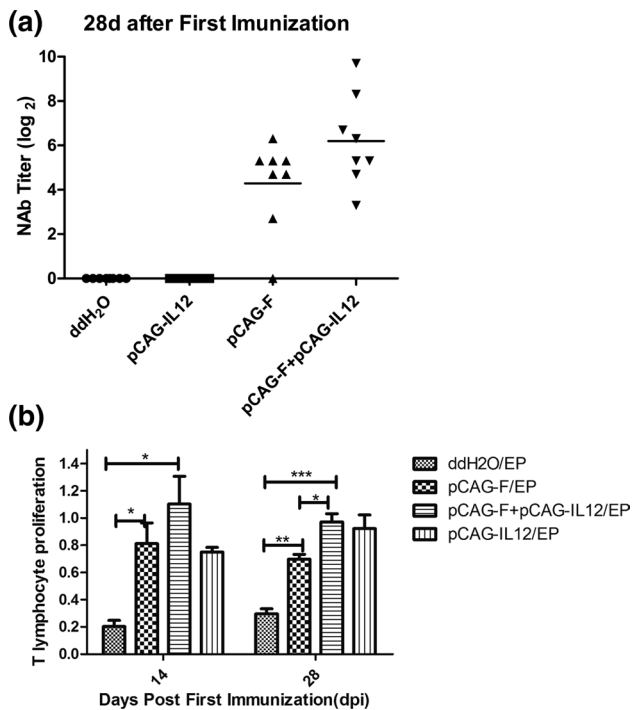 (a)
28d after First Imunization
NAb Titer (log ₂)
10
8
6
4
2
0
ddH₂O
pCAG-IL12
pCAG-F
pCAG-F+pCAG-IL12
(b)
T lymphocyte proliferation
1.4
1.2
1.0
0.8
0.6
0.4
0.2
0.0
*
*
***
*
**
14
28
Days Post First Immunization(dpi)
ddH2O/EP
pCAG-F/EP
pCAG-F+pCAG-IL12/EP
pCAG-IL12/EP